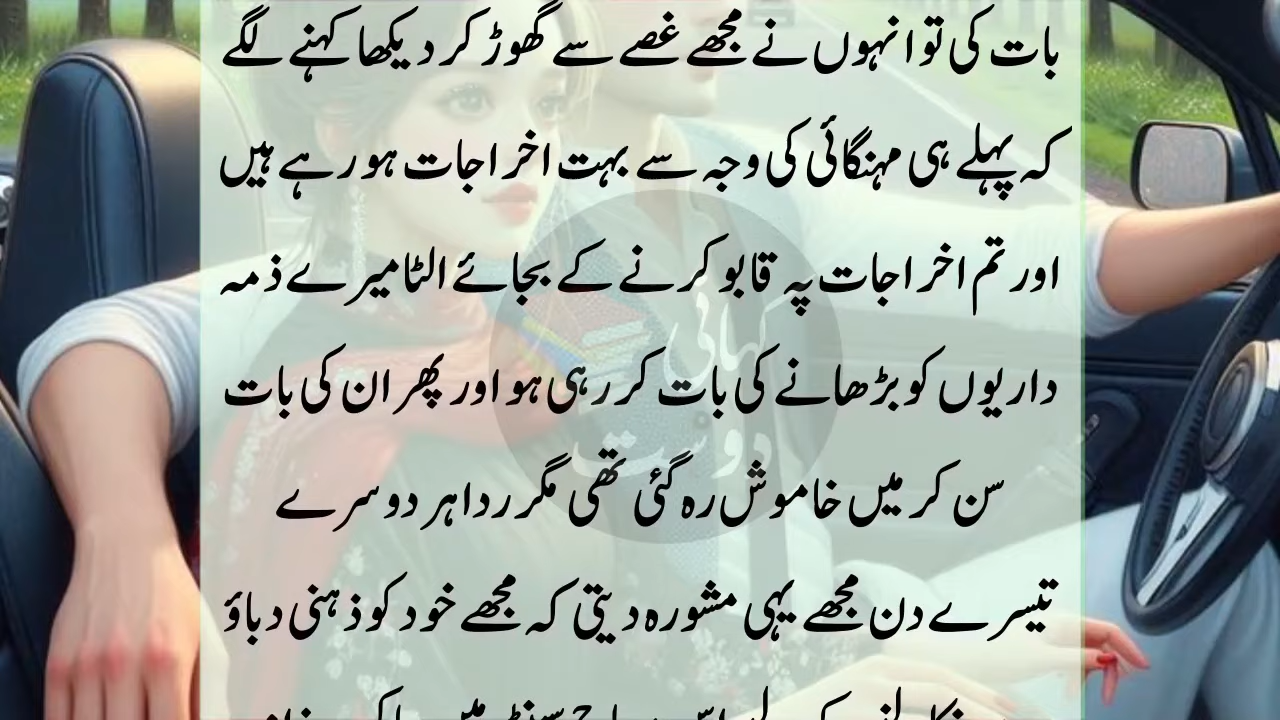 بات کی تو انہوں نے مجھے غصے سے گھوڑ کر دیکھا کہنے لگے
کہ پہلے ہی مہنگائی کی وجہ سے بہت اخراجات ہو رہے ہیں
اور تم اخراجات پہ قابو کرنے کے بجائے الٹا میرے ذمہ
داریوں کو بڑھانے کی بات کر رہی ہو اور پھر ان کی بات
سن کر میں خاموش رہ گئی تھی مگر ردا ہر دوسرے
تیسرے دن مجھے یہی مشورہ دیتی کہ مجھے خود کو ذہنی دباؤ
کہانی
دوست